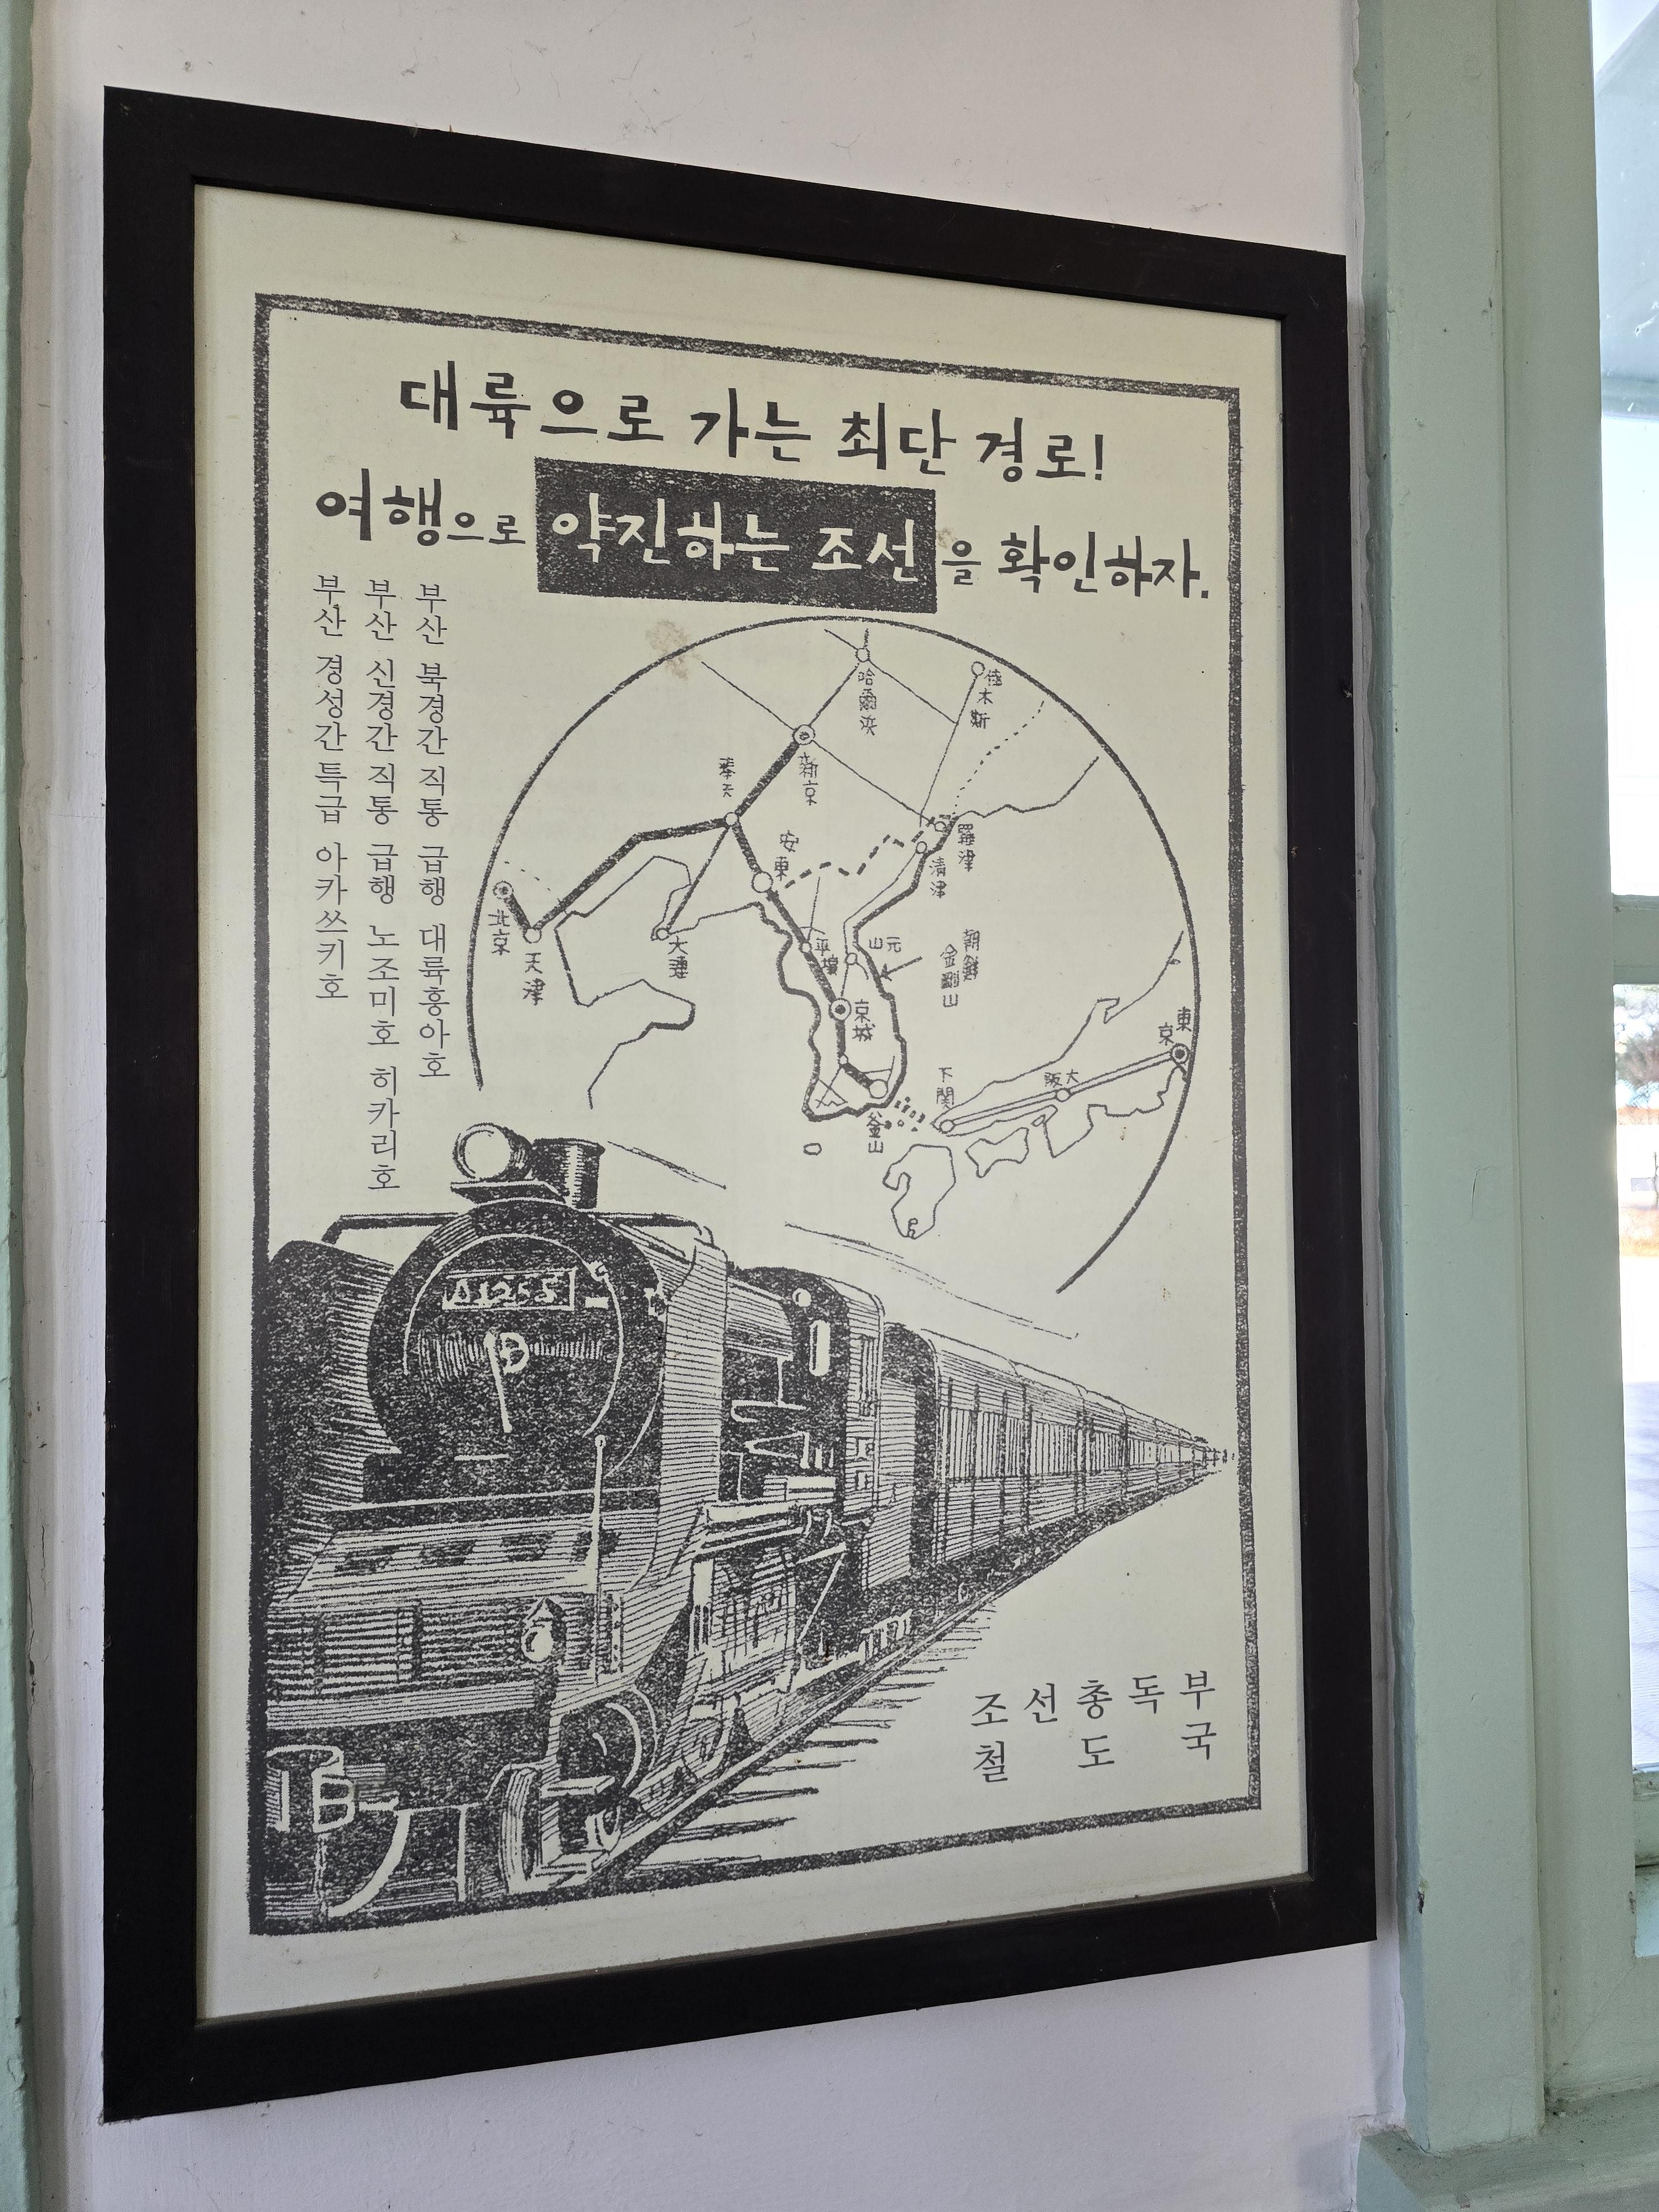 대륙으로 가는 최단 경로!
여행으로 약진하는 조선을 확인하자.
부산 북경간 직통 급행 대륙흥아호
부산 신경간 직통 급행 노조미호 히카리호
부산 경성간 특급 아카쓰키호
哈爾浜
佳木斯
新京
奉天
安東
羅津
清津
北京
天津
大連
平壌
元山
朝鮮
金剛山
京城
釜山
下関
大阪
東京
조선총독부
철도국